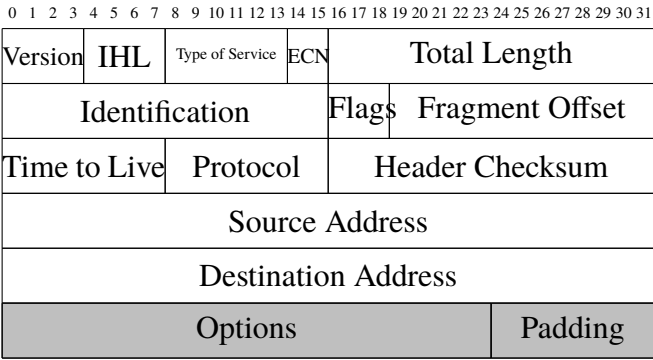 0 1 2 3 4 5 6 7 8 9 10 11 12 13 14 15 16 17 18 19 20 21 22 23 24 25 26 27 28 29 30 31
Version IHL Type of Service ECN Total Length
Identification Flags Fragment Offset
Time to Live Protocol Header Checksum
Source Address
Destination Address
Options Padding